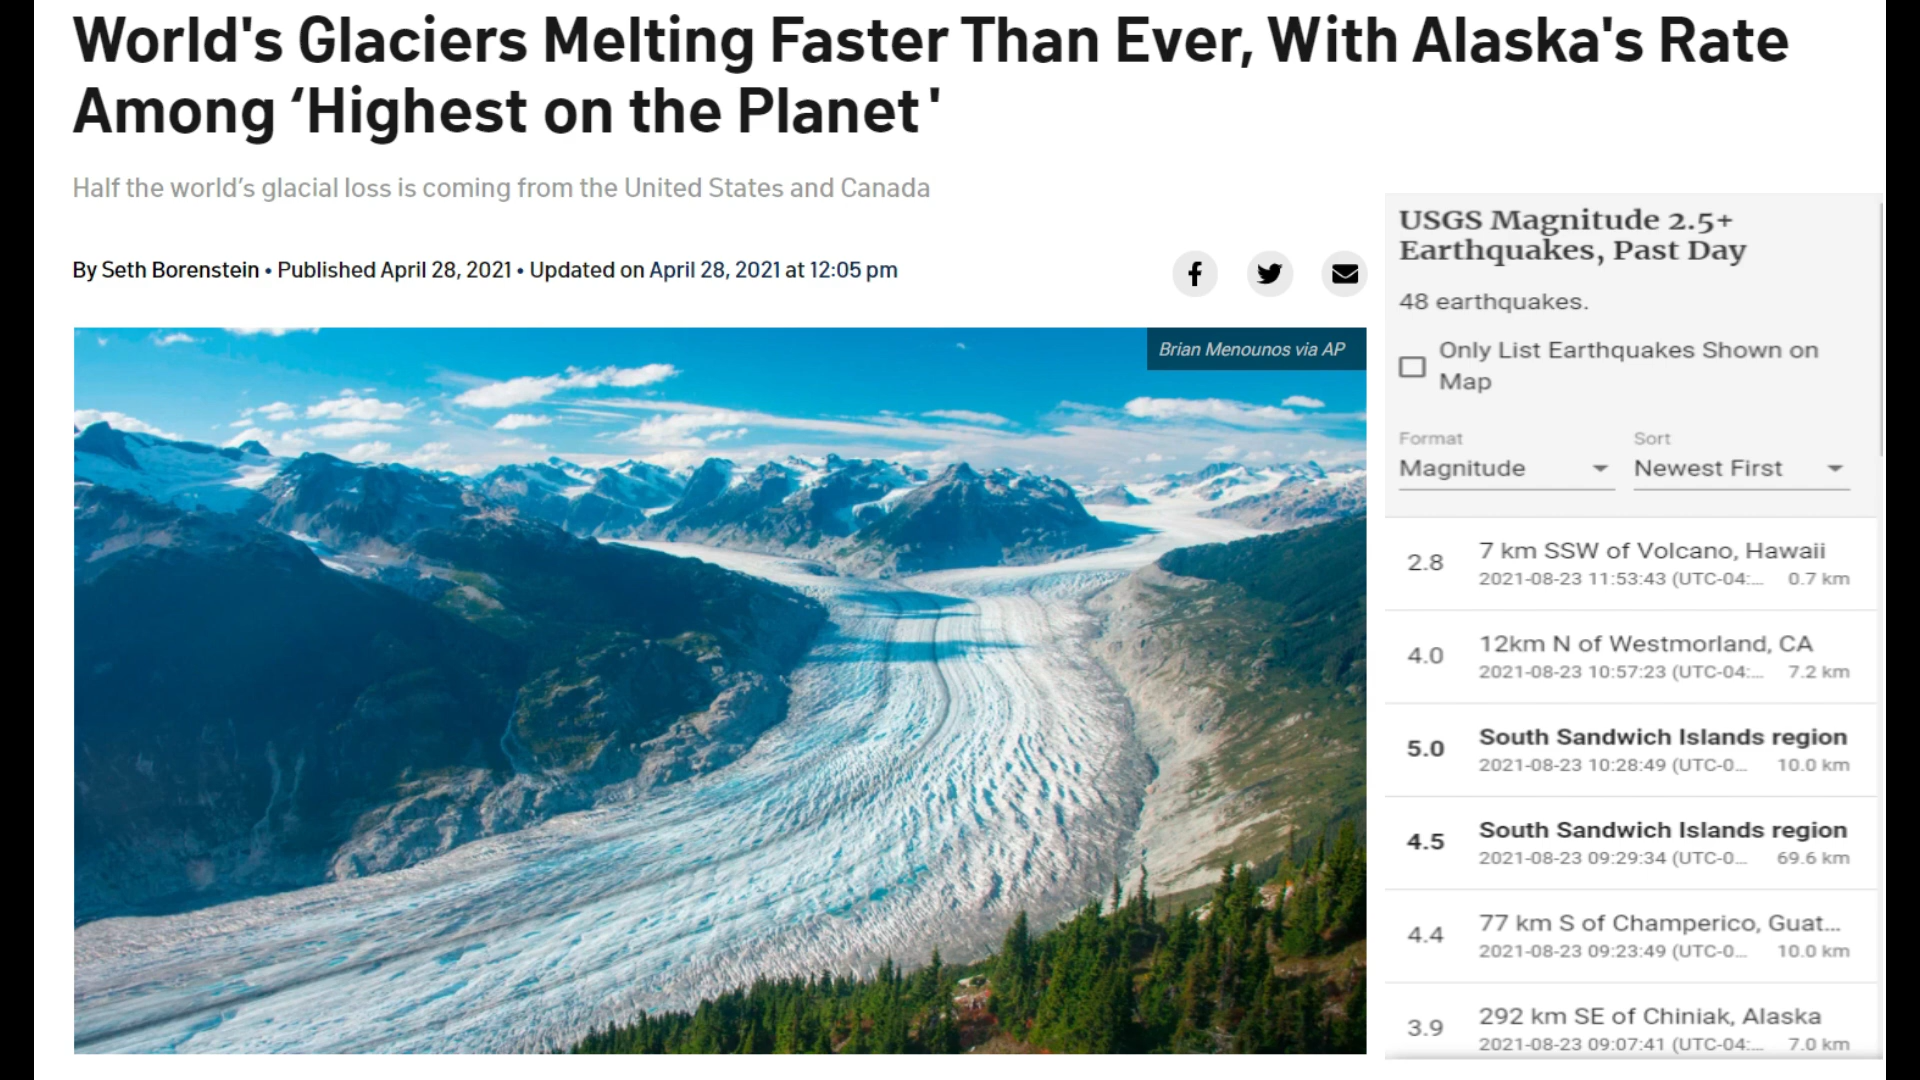 World's Glaciers Melting Faster Than Ever, With Alaska's Rate
Among ‘Highest on the Planet'
Half the world’s glacial loss is coming from the United States and Canada
By Seth Borenstein • Published April 28, 2021 • Updated on April 28, 2021 at 12:05 pm
Brian Menounos via AP
USGS Magnitude 2.5+
Earthquakes, Past Day
48 earthquakes.
Only List Earthquakes Shown on
Map
Format Sort
Magnitude Newest First
2.8 7 km SSW of Volcano, Hawaii
2021-08-23 11:53:43 (UTC-04:... 0.7 km
4.0 12km N of Westmorland, CA
2021-08-23 10:57:23 (UTC-04:... 7.2 km
5.0 South Sandwich Islands region
2021-08-23 10:28:49 (UTC-0... 10.0 km
4.5 South Sandwich Islands region
2021-08-23 09:29:34 (UTC-0... 69.6 km
4.4 77 km S of Champerico, Guat...
2021-08-23 09:23:49 (UTC-0... 10.0 km
3.9 292 km SE of Chiniak, Alaska
2021-08-23 09:07:41 (UTC-04:... 7.0 km